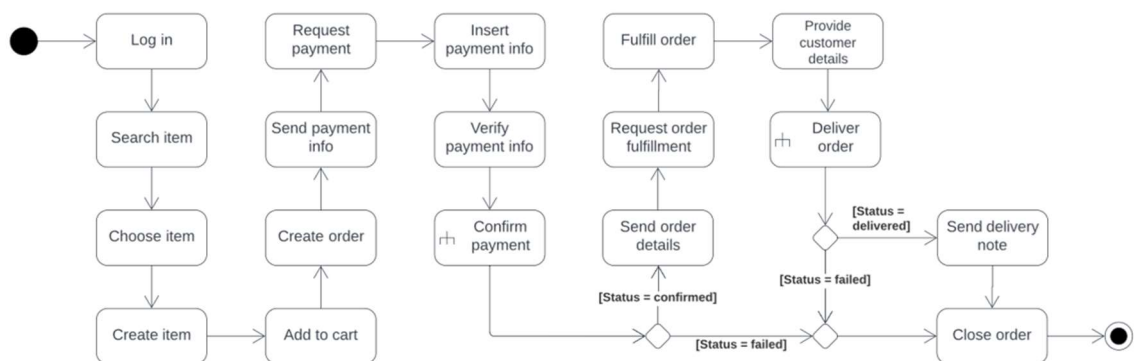 Log in
Search item
Choose item
Create item
Add to cart
Create order
Send payment
info
Request
payment
Insert
payment info
Verify
payment info
Confirm
payment
[Status = confirmed]
[Status = failed]
Send order
details
Request order
fulfillment
Fulfill order
Provide
customer
details
Deliver
order
[Status =
delivered]
[Status = failed]
Send delivery
note
Close order